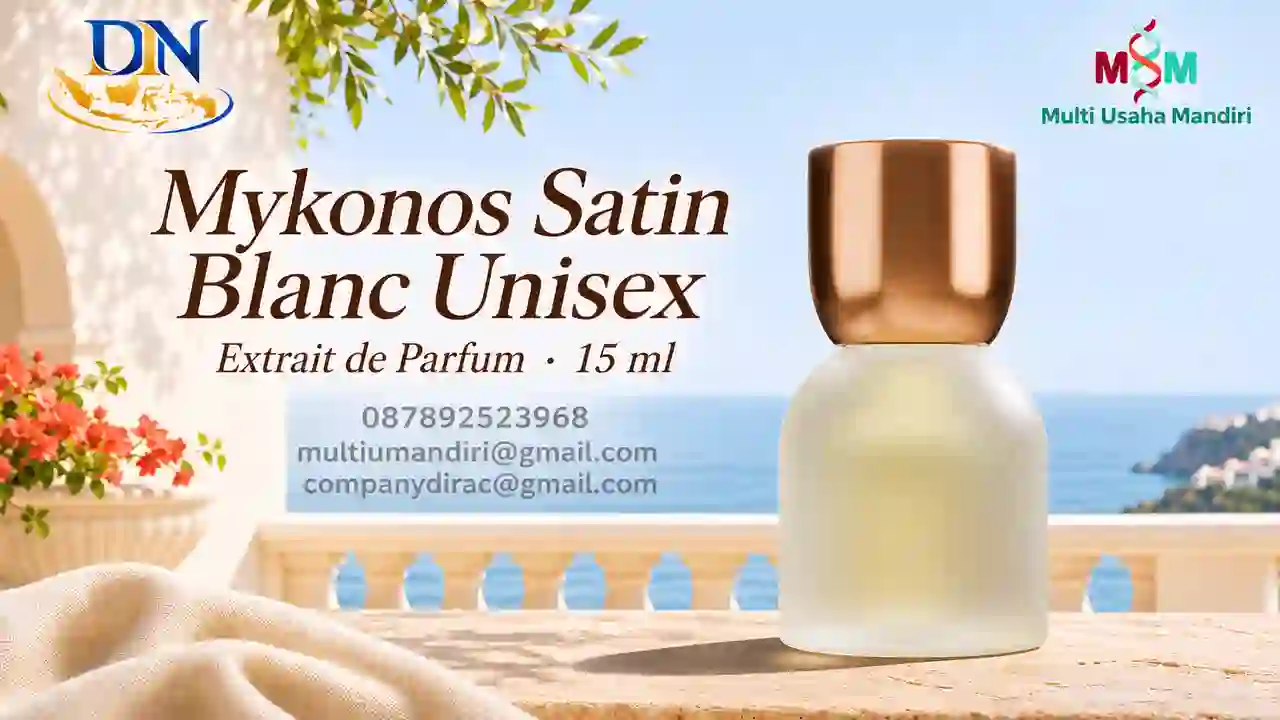 DN
MSM
Multi Usaha Mandiri
Mykonos Satin
Blanc Unisex
Extrait de Parfum · 15 ml
087892523968
multiumandiri@gmail.com
companydirac@gmail.com